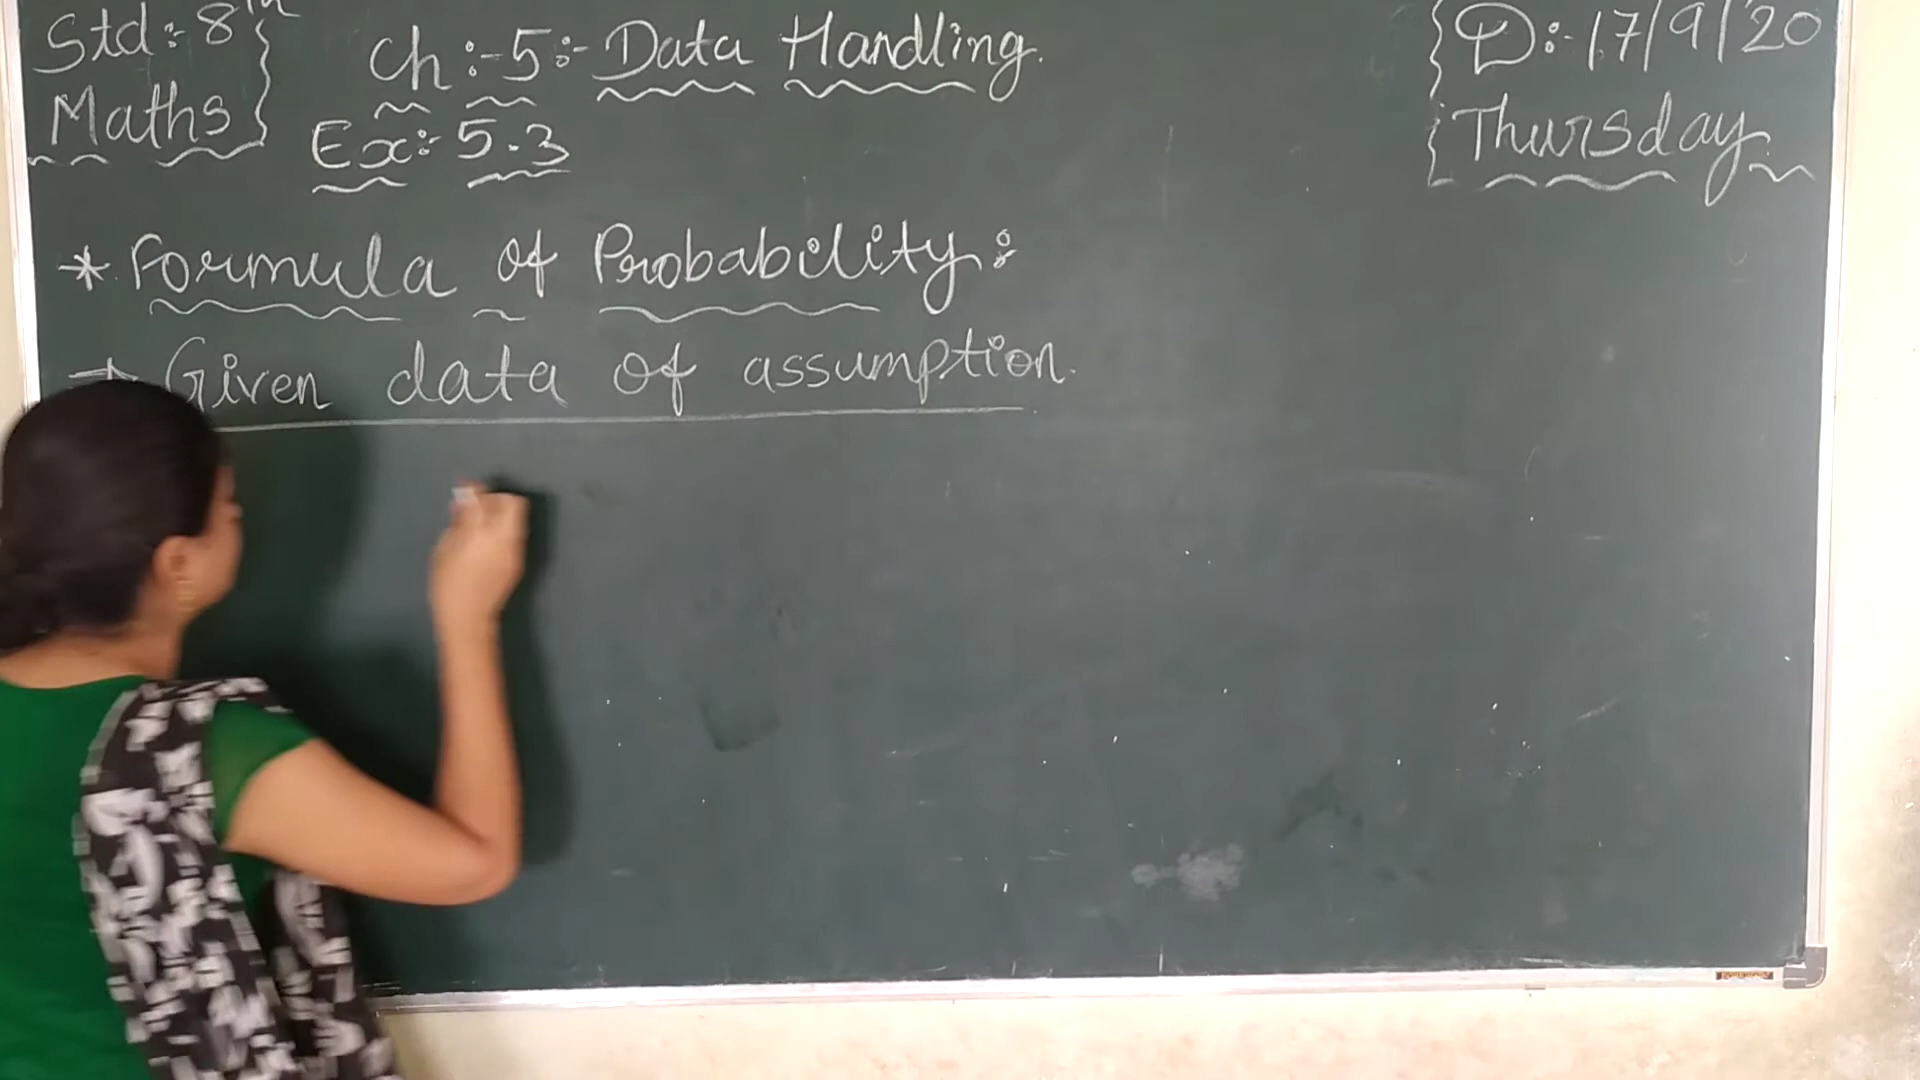 Std:- 8th
Maths
Ch:-5:- Data Handling.
Ex:- 5.3
D:-17/9/20
Thursday.
* Formula of Probability:-
→ Given data of assumption.